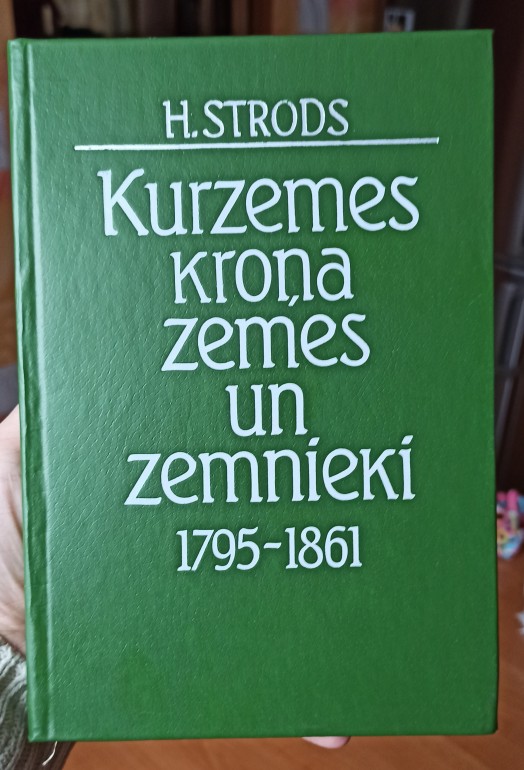 H. STRODS
Kurzemes
kroņa
zemes
un
zemnieki
1795-1861